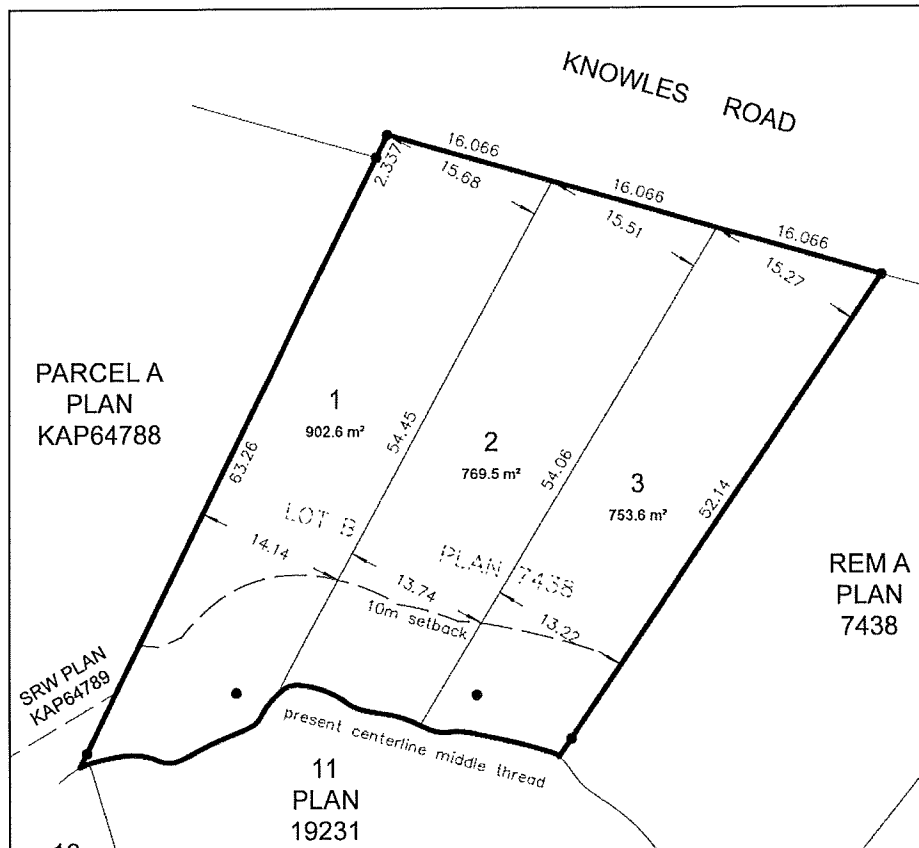 KNOWLES ROAD
16.066
2.337
15.68
16.066
15.51
16.066
15.27
PARCEL A
PLAN
KAP64788
1
902.6 m²
54.45
2
769.5 m²
54.06
3
753.6 m²
52.14
63.26
LOT B
PLAN 7438
14.14
13.74
13.22
10m setback
REM A
PLAN
7438
SRW PLAN
KAP64789
present centerline middle thread
11
PLAN
19231